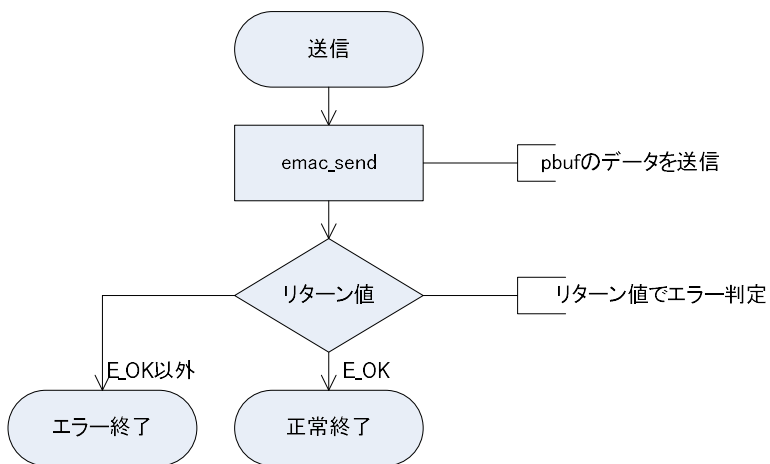 送信
emac_send
pbufのデータを送信
リターン値
リターン値でエラー判定
E_OK以外
E_OK
エラー終了
正常終了